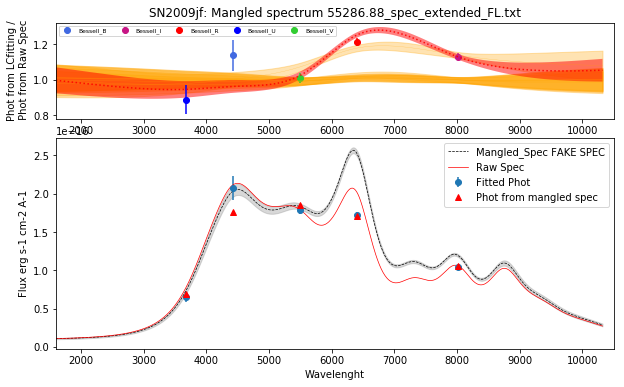 SN2009jf: Mangled spectrum 55286.88_spec_extended_FL.txt
Phot from LCfitting /
Phot from Raw Spec
Bessell_B Bessell_I Bessell_R Bessell_U Bessell_V
1.2
1.0
0.8
2000 3000 4000 5000 6000 7000 8000 9000 10000
1e−16
Flux erg s-1 cm-2 A-1
Mangled_Spec FAKE SPEC
Raw Spec
Fitted Phot
Phot from mangled spec
2.5
2.0
1.5
1.0
0.5
0.0
2000 3000 4000 5000 6000 7000 8000 9000 10000
Wavelenght